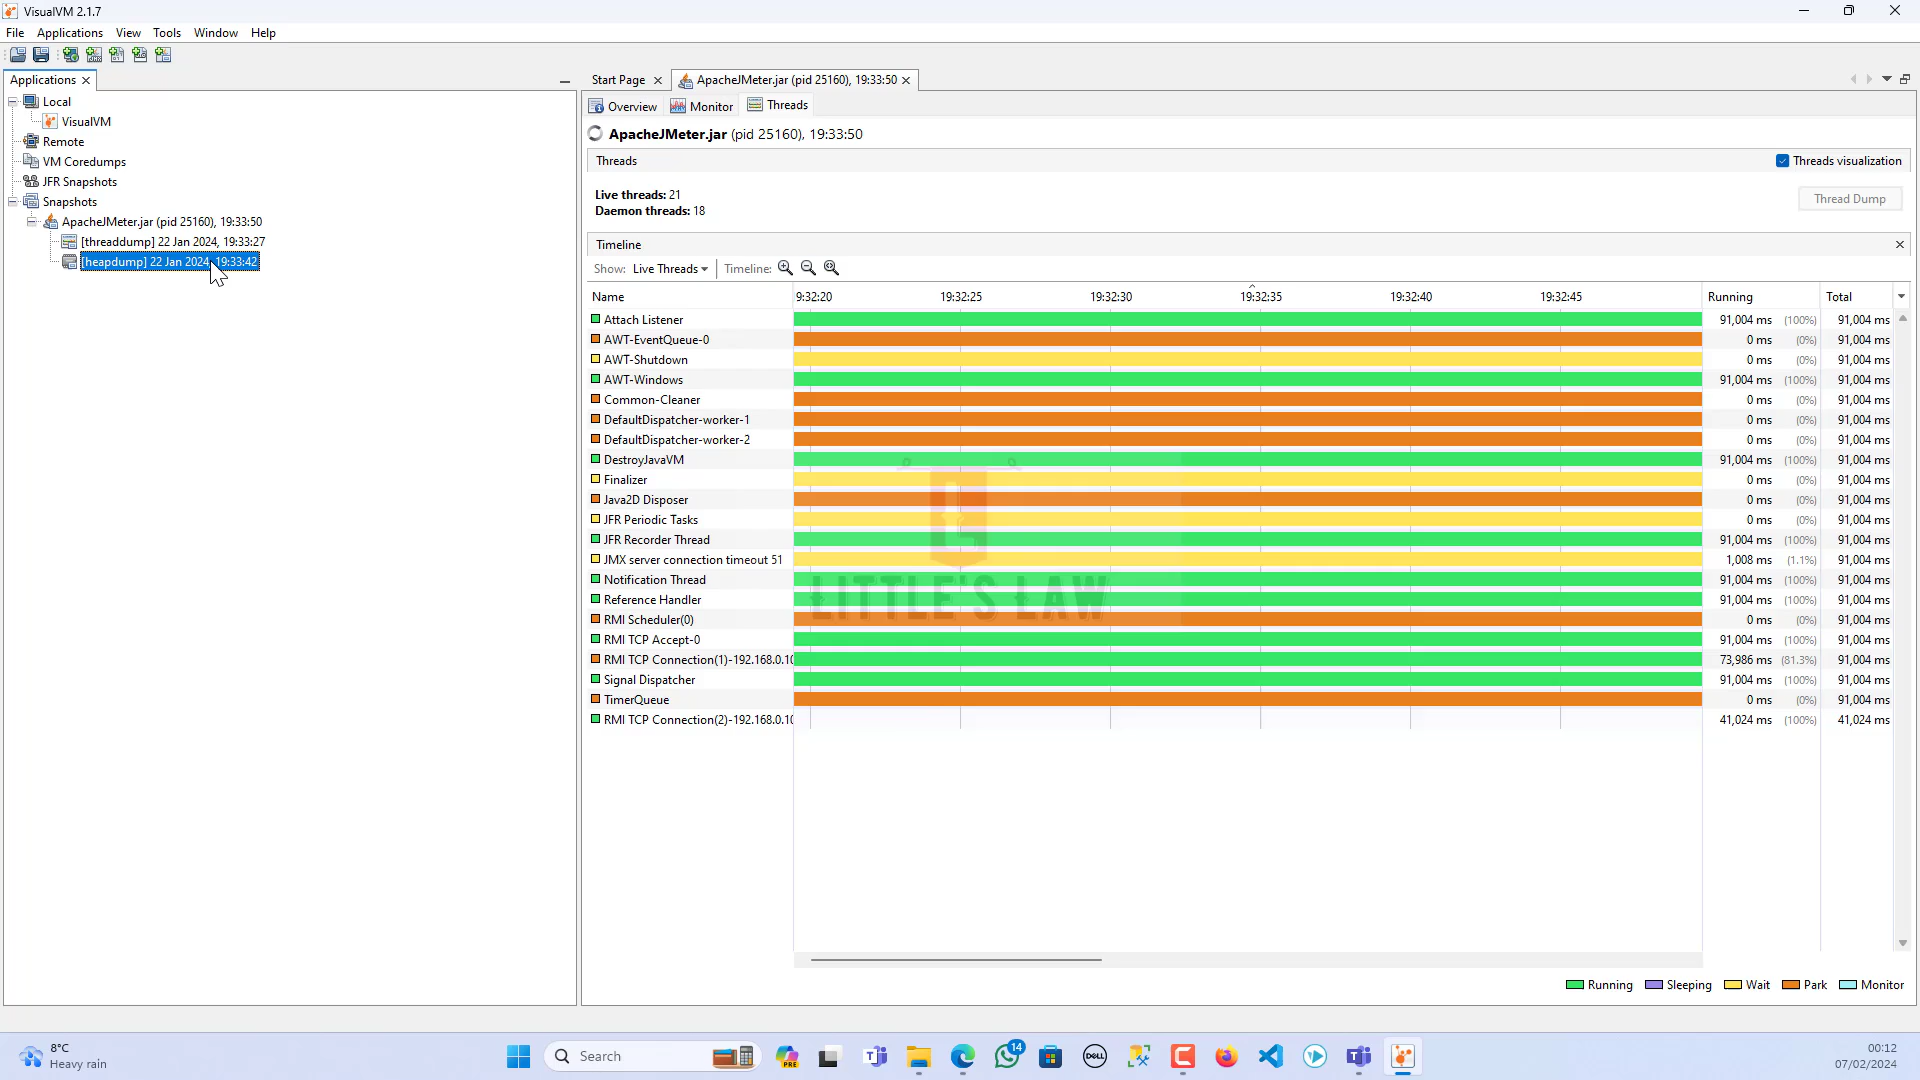 VisualVM 2.1.7
File Applications View Tools Window Help
Applications
Local
VisualVM
Remote
VM Coredumps
JFR Snapshots
Snapshots
ApacheJMeter.jar (pid 25160), 19:33:50
[threaddump] 22 Jan 2024, 19:33:27
[heapdump] 22 Jan 2024, 19:33:42
Start Page ApacheJMeter.jar (pid 25160), 19:33:50
Overview Monitor Threads
ApacheJMeter.jar (pid 25160), 19:33:50
Threads Threads visualization
Live threads: 21
Daemon threads: 18
Thread Dump
Timeline
Show: Live Threads Timeline:
Name 9:32:20 19:32:25 19:32:30 19:32:35 19:32:40 19:32:45 Running Total
Attach Listener 91,004 ms (100%) 91,004 ms
AWT-EventQueue-0 0 ms (0%) 91,004 ms
AWT-Shutdown 0 ms (0%) 91,004 ms
AWT-Windows 91,004 ms (100%) 91,004 ms
Common-Cleaner 0 ms (0%) 91,004 ms
DefaultDispatcher-worker-1 0 ms (0%) 91,004 ms
DefaultDispatcher-worker-2 0 ms (0%) 91,004 ms
DestroyJavaVM 91,004 ms (100%) 91,004 ms
Finalizer 0 ms (0%) 91,004 ms
Java2D Disposer 0 ms (0%) 91,004 ms
JFR Periodic Tasks 0 ms (0%) 91,004 ms
JFR Recorder Thread 91,004 ms (100%) 91,004 ms
JMX server connection timeout 51 1,008 ms (1.1%) 91,004 ms
Notification Thread 91,004 ms (100%) 91,004 ms
Reference Handler 91,004 ms (100%) 91,004 ms
LITTLE'S LAW
RMI Scheduler(0) 0 ms (0%) 91,004 ms
RMI TCP Accept-0 91,004 ms (100%) 91,004 ms
RMI TCP Connection(1)-192.168.0.10 73,986 ms (81.3%) 91,004 ms
Signal Dispatcher 91,004 ms (100%) 91,004 ms
TimerQueue 0 ms (0%) 91,004 ms
RMI TCP Connection(2)-192.168.0.10 41,024 ms (100%) 41,024 ms
Running Sleeping Wait Park Monitor
8°C
Heavy rain
Search
PRE
14
DELL
00:12
07/02/2024